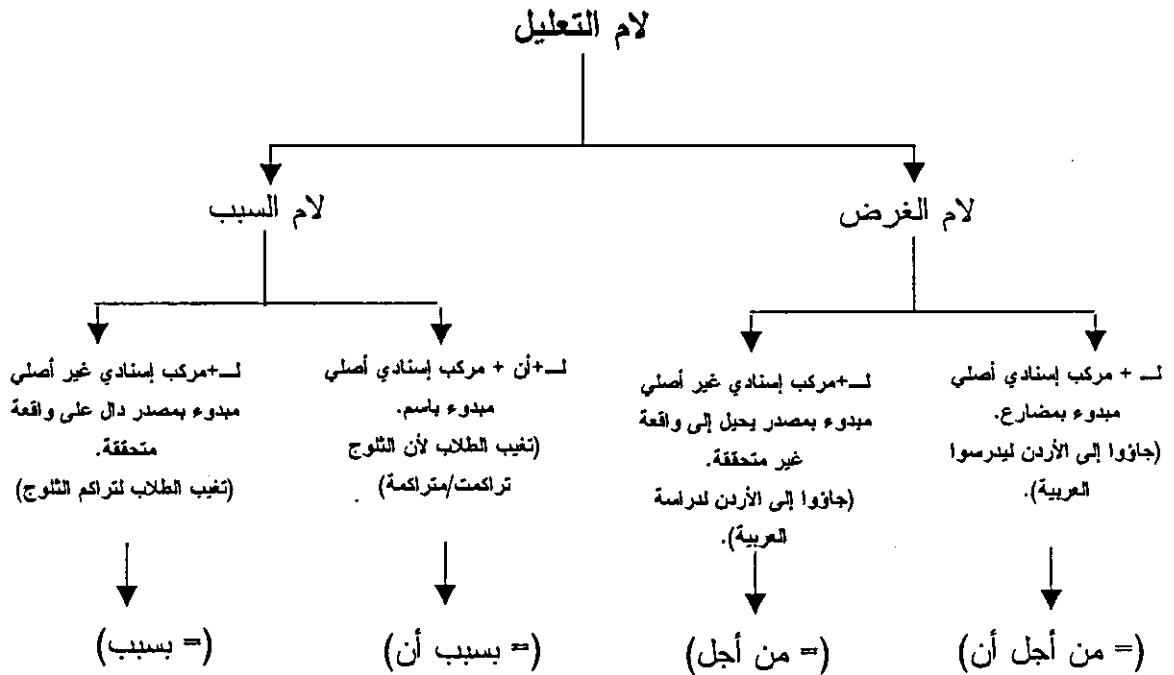 لام التعليل
لام الغرض
لام السبب
لـ + مركب إسنادي أصلي
مبدوء بمضارع.
(جاؤوا إلى الأردن ليدرسوا
العربية).
لـ+مركب إسنادي غير أصلي
مبدوء بمصدر يحيل إلى واقعة
غير متحققة.
(جاؤوا إلى الأردن لدراسة
العربية).
لـ+أن + مركب إسنادي أصلي
مبدوء باسم.
(تغيب الطلاب لأن الثلوج
تراكمت/متراكمة)
لـ+مركب إسنادي غير أصلي
مبدوء بمصدر دال على واقعة
متحققة.
(تغيب الطلاب لتراكم الثلوج)
(= من أجل أن)
(= من أجل)
(= بسبب أن)
(= بسبب)